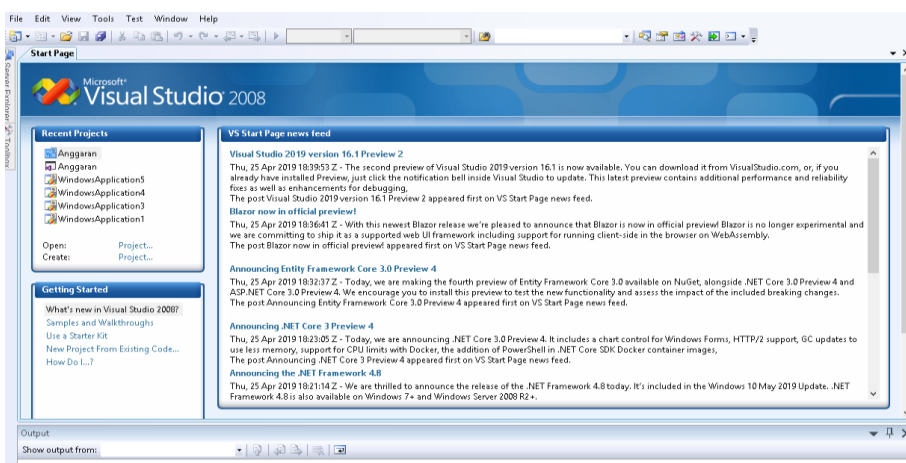 File Edit View Tools Test Window Help
Start Page
Server Explorer
Toolbox
Microsoft®
Visual Studio® 2008
Recent Projects
Anggaran
Anggaran
WindowsApplication5
WindowsApplication4
WindowsApplication3
WindowsApplication1
Open: Project...
Create: Project...
Getting Started
What's new in Visual Studio 2008?
Samples and Walkthroughs
Use a Starter Kit
New Project From Existing Code...
How Do I...?
VS Start Page news feed
Visual Studio 2019 version 16.1 Preview 2
Thu, 25 Apr 2019 18:39:53 Z - The second preview of Visual Studio 2019 version 16.1 is now available. You can download it from VisualStudio.com, or, if you
already have installed Preview, just click the notification bell inside Visual Studio to update. This latest preview contains additional performance and reliability
fixes as well as enhancements for debugging,
The post Visual Studio 2019 version 16.1 Preview 2 appeared first on VS Start Page news feed.
Blazor now in official preview!
Thu, 25 Apr 2019 18:36:41 Z - With this newest Blazor release we're pleased to announce that Blazor is now in official preview! Blazor is no longer experimental and
we are committing to ship it as a supported web UI framework including support for running client-side in the browser on WebAssembly.
The post Blazor now in official preview! appeared first on VS Start Page news feed.
Announcing Entity Framework Core 3.0 Preview 4
Thu, 25 Apr 2019 18:32:37 Z - Today, we are making the fourth preview of Entity Framework Core 3.0 available on NuGet, alongside .NET Core 3.0 Preview 4 and
ASP.NET Core 3.0 Preview 4. We encourage you to install this preview to test the new functionality and assess the impact of the included breaking changes.
The post Announcing Entity Framework Core 3.0 Preview 4 appeared first on VS Start Page news feed.
Announcing .NET Core 3 Preview 4
Thu, 25 Apr 2019 18:23:05 Z - Today, we are announcing .NET Core 3.0 Preview 4. It includes a chart control for Windows Forms, HTTP/2 support, GC updates to
use less memory, support for CPU limits with Docker, the addition of PowerShell in .NET Core SDK Docker container images,
The post Announcing .NET Core 3 Preview 4 appeared first on VS Start Page news feed.
Announcing the .NET Framework 4.8
Thu, 25 Apr 2019 18:21:14 Z - We are thrilled to announce the release of the .NET Framework 4.8 today. It's included in the Windows 10 May 2019 Update. .NET
Framework 4.8 is also available on Windows 7+ and Windows Server 2008 R2+.
Output
Show output from: